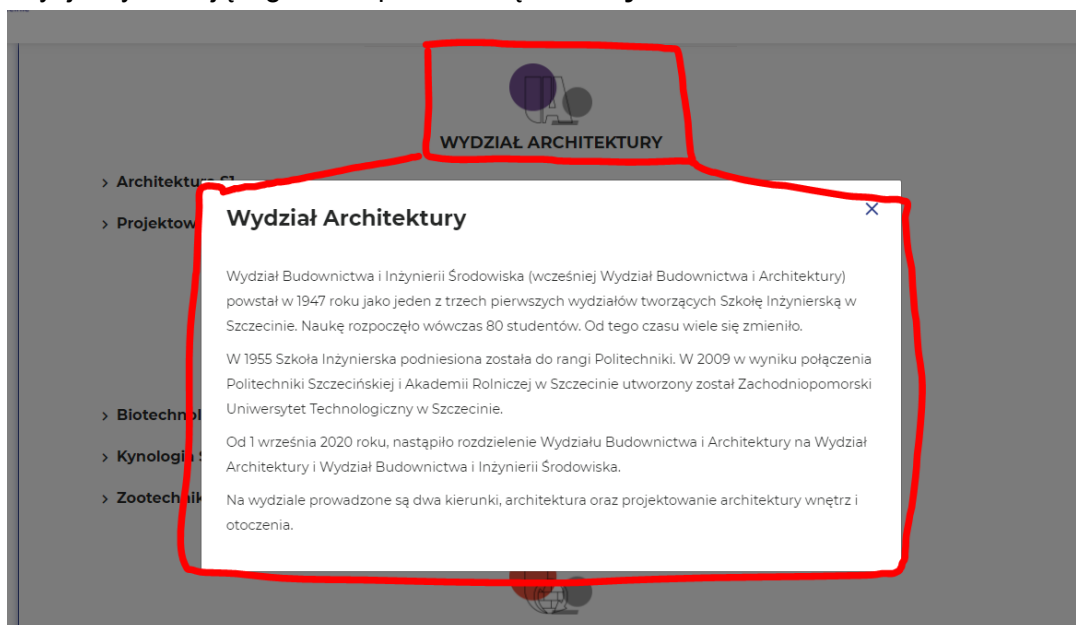 WYDZIAŁ ARCHITEKTURY
> Architektura S1
> Projektow
Wydział Architektury
Wydział Budownictwa i Inżynierii Środowiska (wcześniej Wydział Budownictwa i Architektury)
powstał w 1947 roku jako jeden z trzech pierwszych wydziałów tworzących Szkołę Inżynierską w
Szczecinie. Naukę rozpoczęło wówczas 80 studentów. Od tego czasu wiele się zmieniło.
W 1955 Szkoła Inżynierska podniesiona została do rangi Politechniki. W 2009 w wyniku połączenia
Politechniki Szczecińskiej i Akademii Rolniczej w Szczecinie utworzony został Zachodniopomorski
Uniwersytet Technologiczny w Szczecinie.
Od 1 września 2020 roku, nastąpiło rozdzielenie Wydziału Budownictwa i Architektury na Wydział
Architektury i Wydział Budownictwa i Inżynierii Środowiska.
Na wydziale prowadzone są dwa kierunki, architektura oraz projektowanie architektury wnętrz i
otoczenia.
> Biotechnol
> Kynologia
> Zootechnik